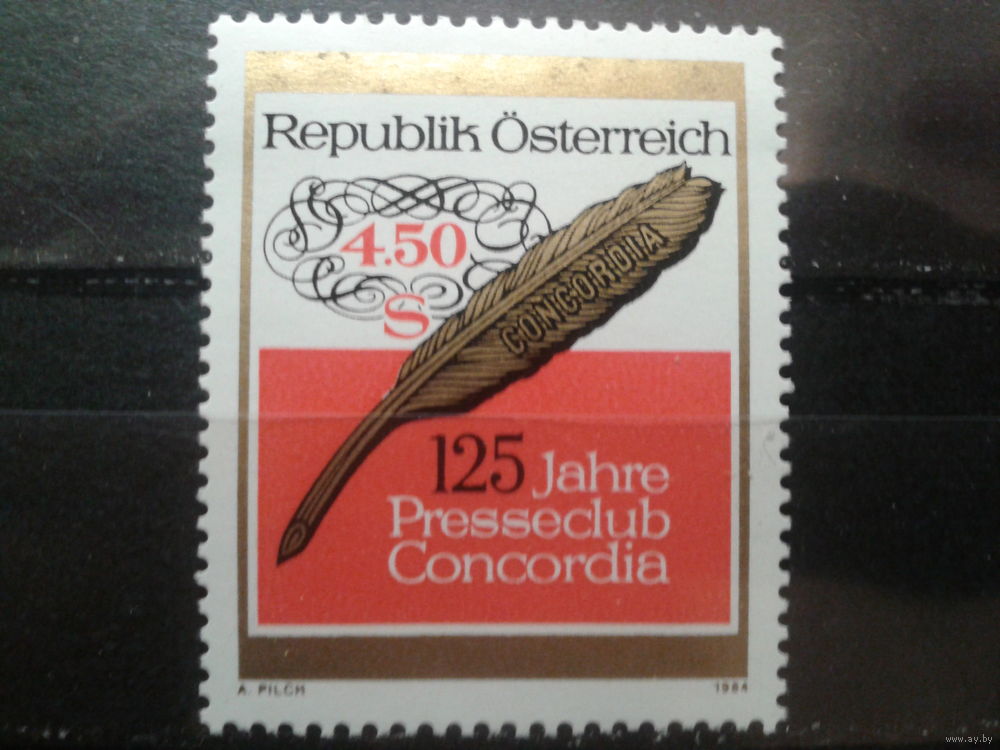 Republik Österreich
4.50
S
CONCORDIA
125 Jahre
Presseclub
Concordia
A. PILCH 1984
www.ay.by